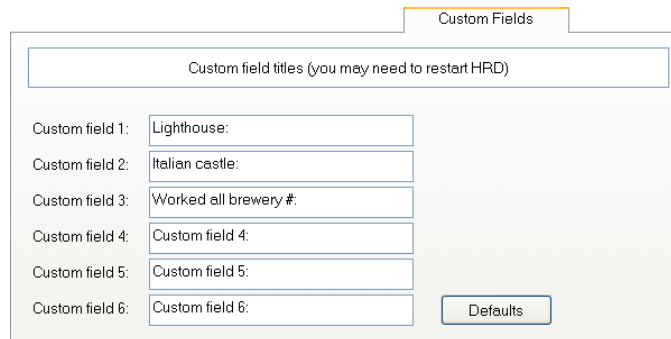 Custom Fields
Custom field titles (you may need to restart HRD)
Custom field 1: Lighthouse:
Custom field 2: Italian castle:
Custom field 3: Worked all brewery #:
Custom field 4: Custom field 4:
Custom field 5: Custom field 5:
Custom field 6: Custom field 6: Defaults